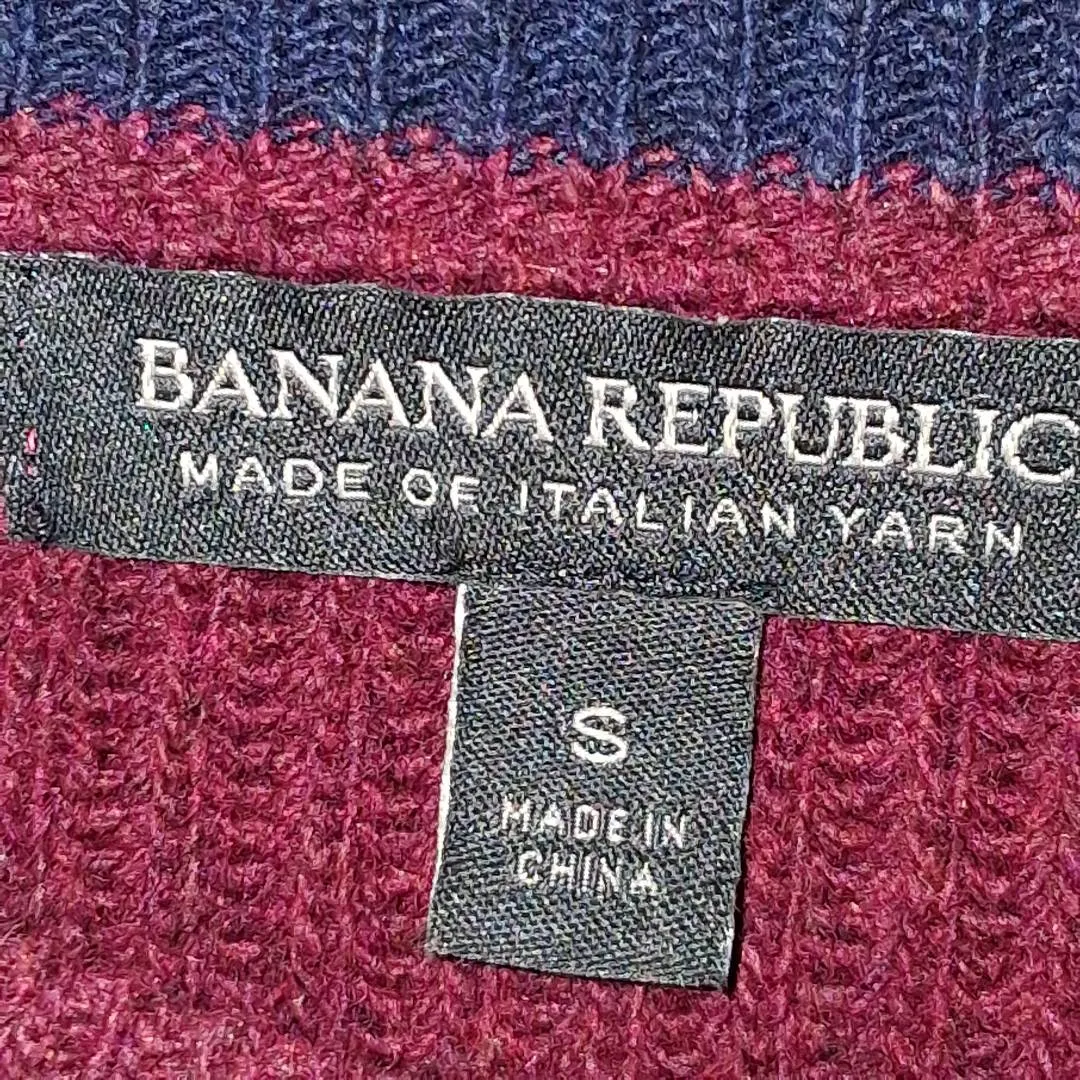 BANANA REPUBLIC
MADE OF ITALIAN YARN
S
MADE IN
CHINA